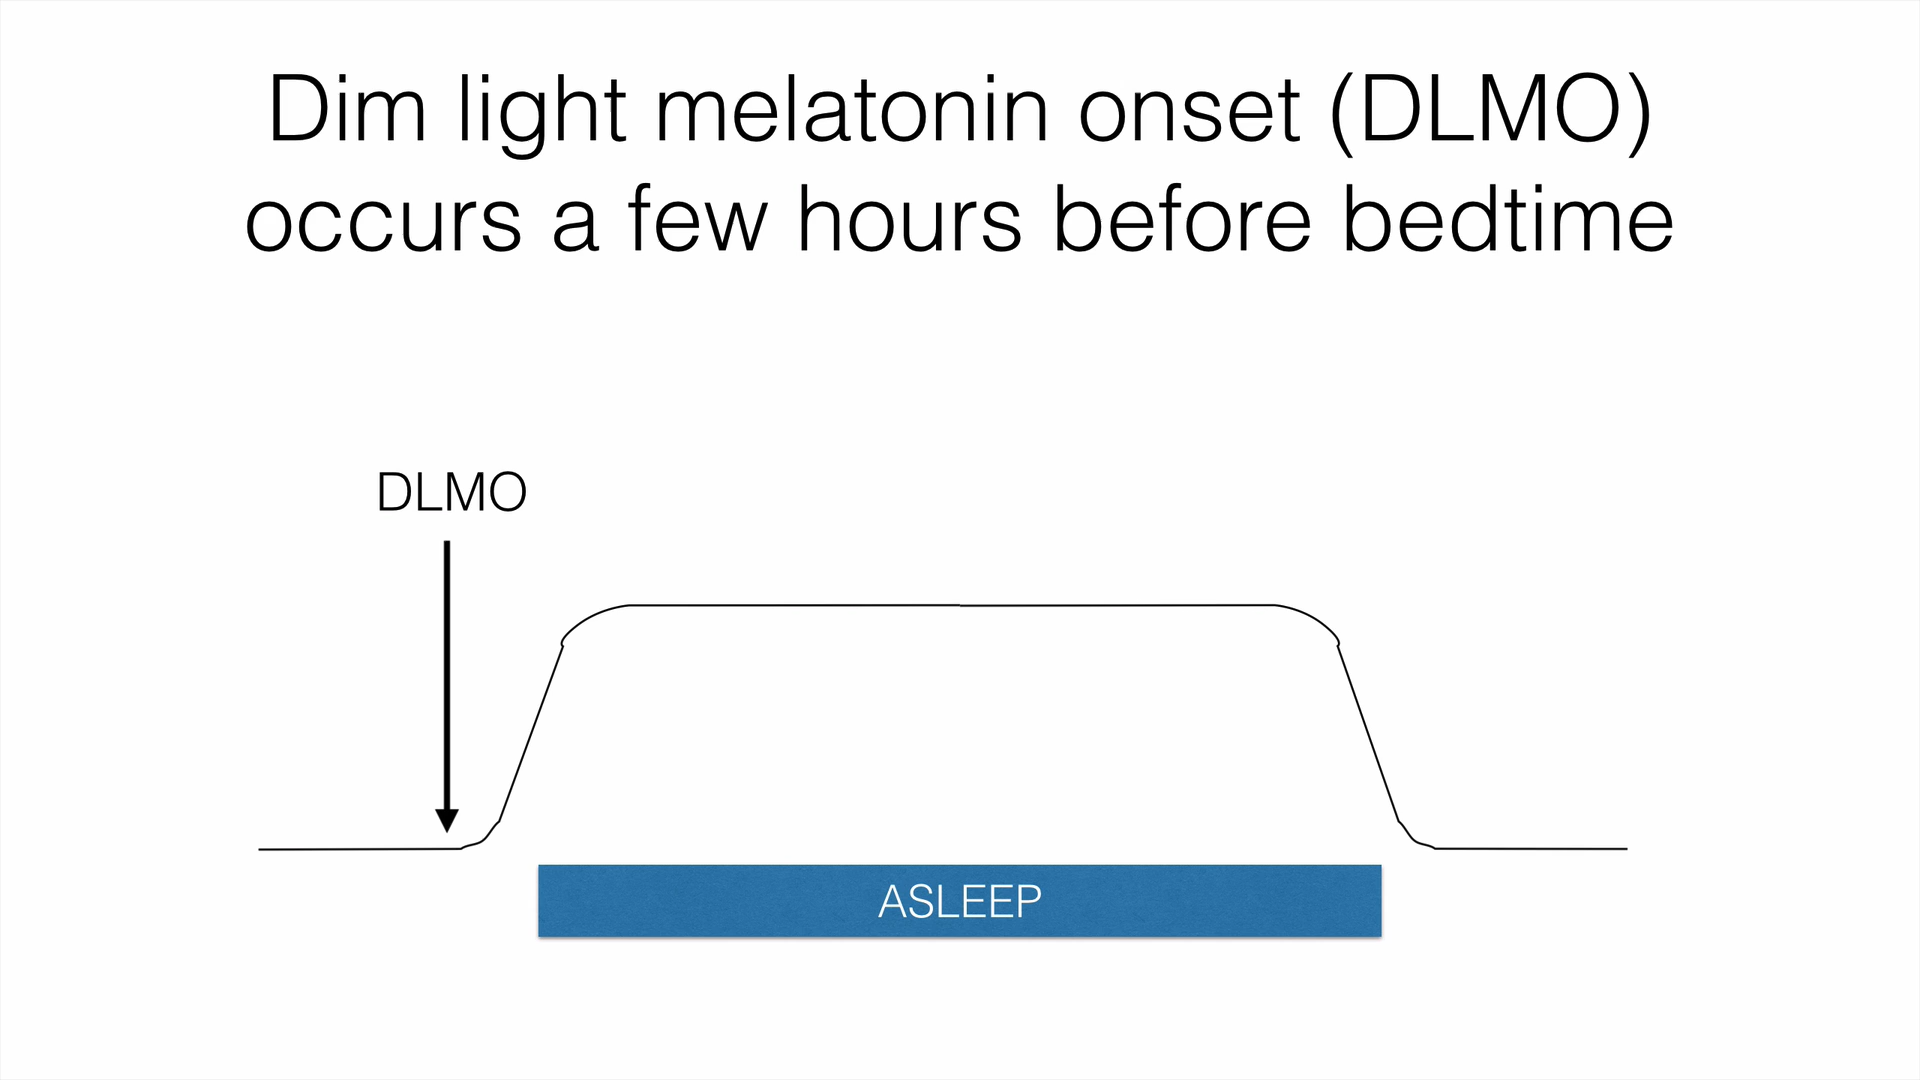 Dim light melatonin onset (DLMO)
occurs a few hours before bedtime
DLMO
ASLEEP